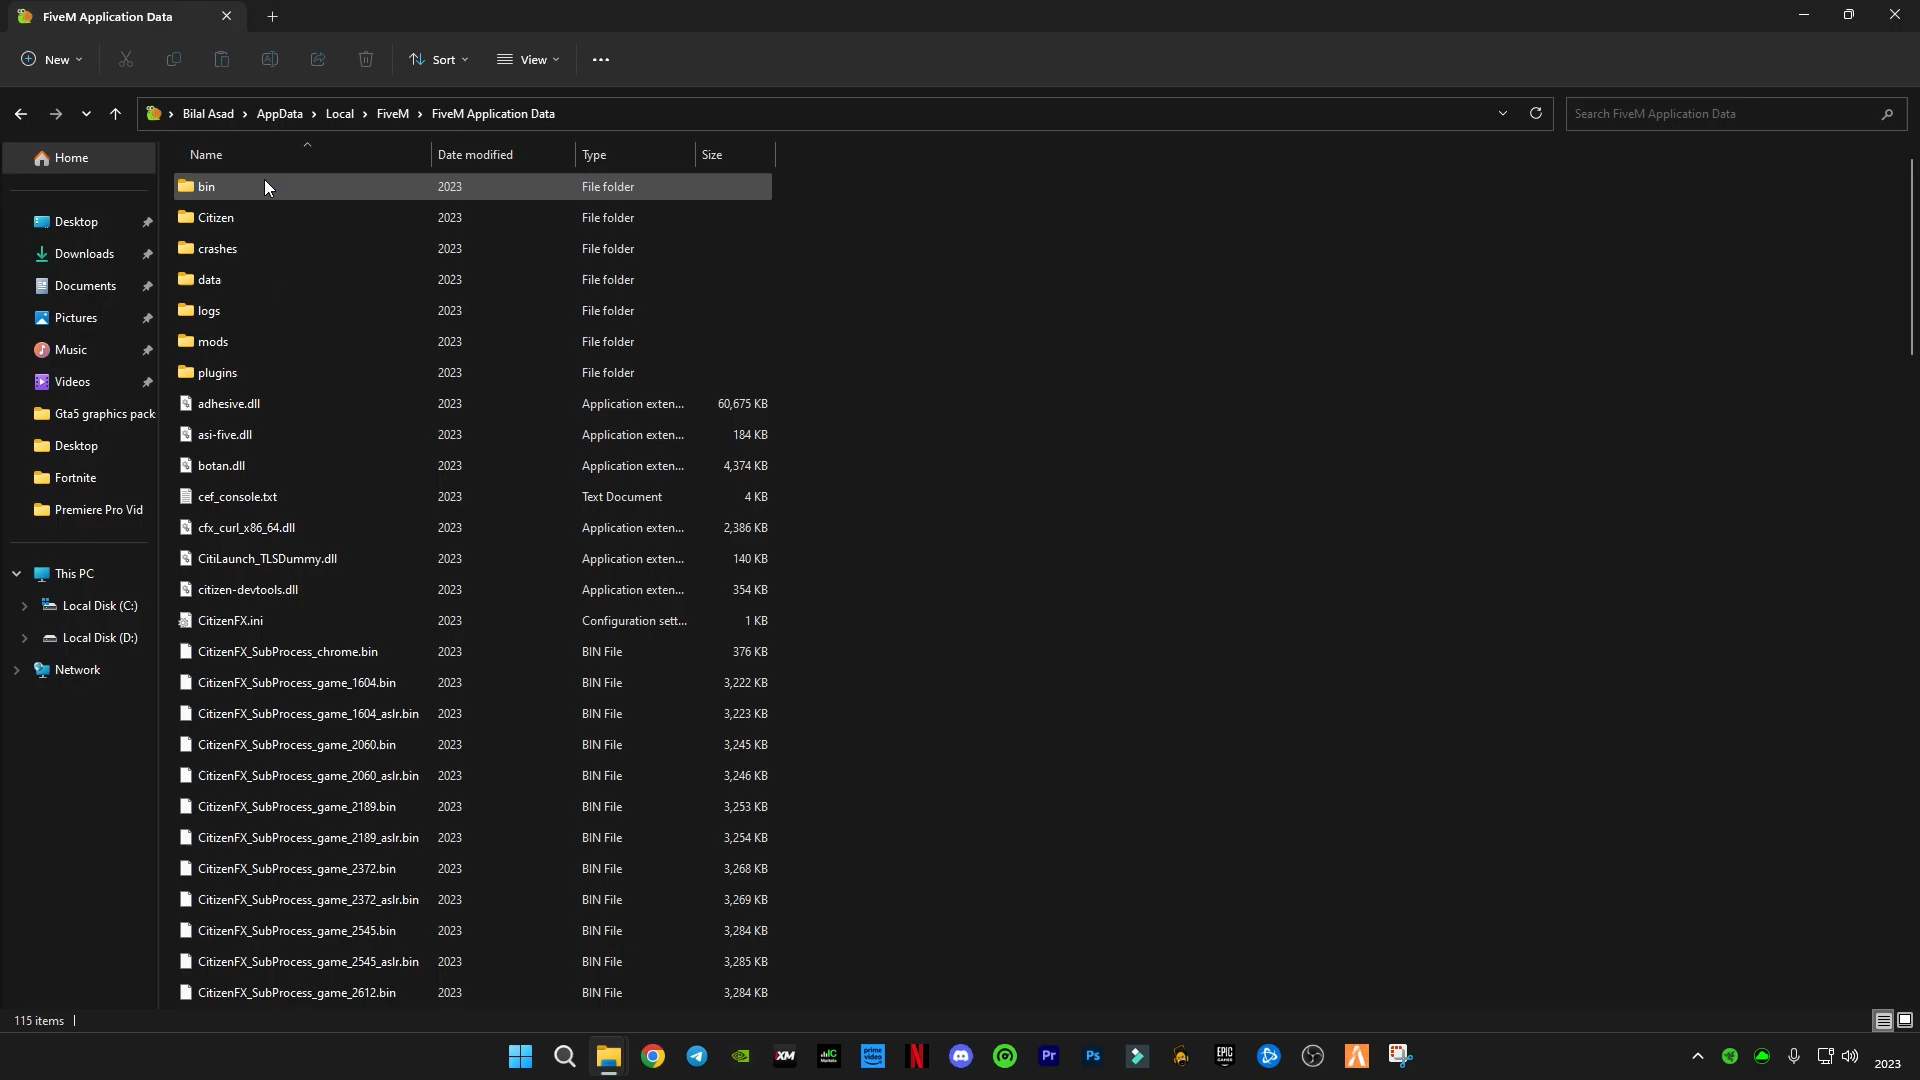 FiveM Application Data
New
Sort
View
Bilal Asad > AppData > Local > FiveM > FiveM Application Data
Search FiveM Application Data
Home
Desktop
Downloads
Documents
Pictures
Music
Videos
Gta5 graphics pack
Desktop
Fortnite
Premiere Pro Vid
This PC
Local Disk (C:)
Local Disk (D:)
Network
Name Date modified Type Size
bin 2023 File folder
Citizen 2023 File folder
crashes 2023 File folder
data 2023 File folder
logs 2023 File folder
mods 2023 File folder
plugins 2023 File folder
adhesive.dll 2023 Application exten... 60,675 KB
asi-five.dll 2023 Application exten... 184 KB
botan.dll 2023 Application exten... 4,374 KB
cef_console.txt 2023 Text Document 4 KB
cfx_curl_x86_64.dll 2023 Application exten... 2,386 KB
CitiLaunch_TLSDummy.dll 2023 Application exten... 140 KB
citizen-devtools.dll 2023 Application exten... 354 KB
CitizenFX.ini 2023 Configuration sett... 1 KB
CitizenFX_SubProcess_chrome.bin 2023 BIN File 376 KB
CitizenFX_SubProcess_game_1604.bin 2023 BIN File 3,222 KB
CitizenFX_SubProcess_game_1604_aslr.bin 2023 BIN File 3,223 KB
CitizenFX_SubProcess_game_2060.bin 2023 BIN File 3,245 KB
CitizenFX_SubProcess_game_2060_aslr.bin 2023 BIN File 3,246 KB
CitizenFX_SubProcess_game_2189.bin 2023 BIN File 3,253 KB
CitizenFX_SubProcess_game_2189_aslr.bin 2023 BIN File 3,254 KB
CitizenFX_SubProcess_game_2372.bin 2023 BIN File 3,268 KB
CitizenFX_SubProcess_game_2372_aslr.bin 2023 BIN File 3,269 KB
CitizenFX_SubProcess_game_2545.bin 2023 BIN File 3,284 KB
CitizenFX_SubProcess_game_2545_aslr.bin 2023 BIN File 3,285 KB
CitizenFX_SubProcess_game_2612.bin 2023 BIN File 3,284 KB
115 items
XM
IC Markets
prime video
N
Pr
Ps
EPIC GAMES
2023